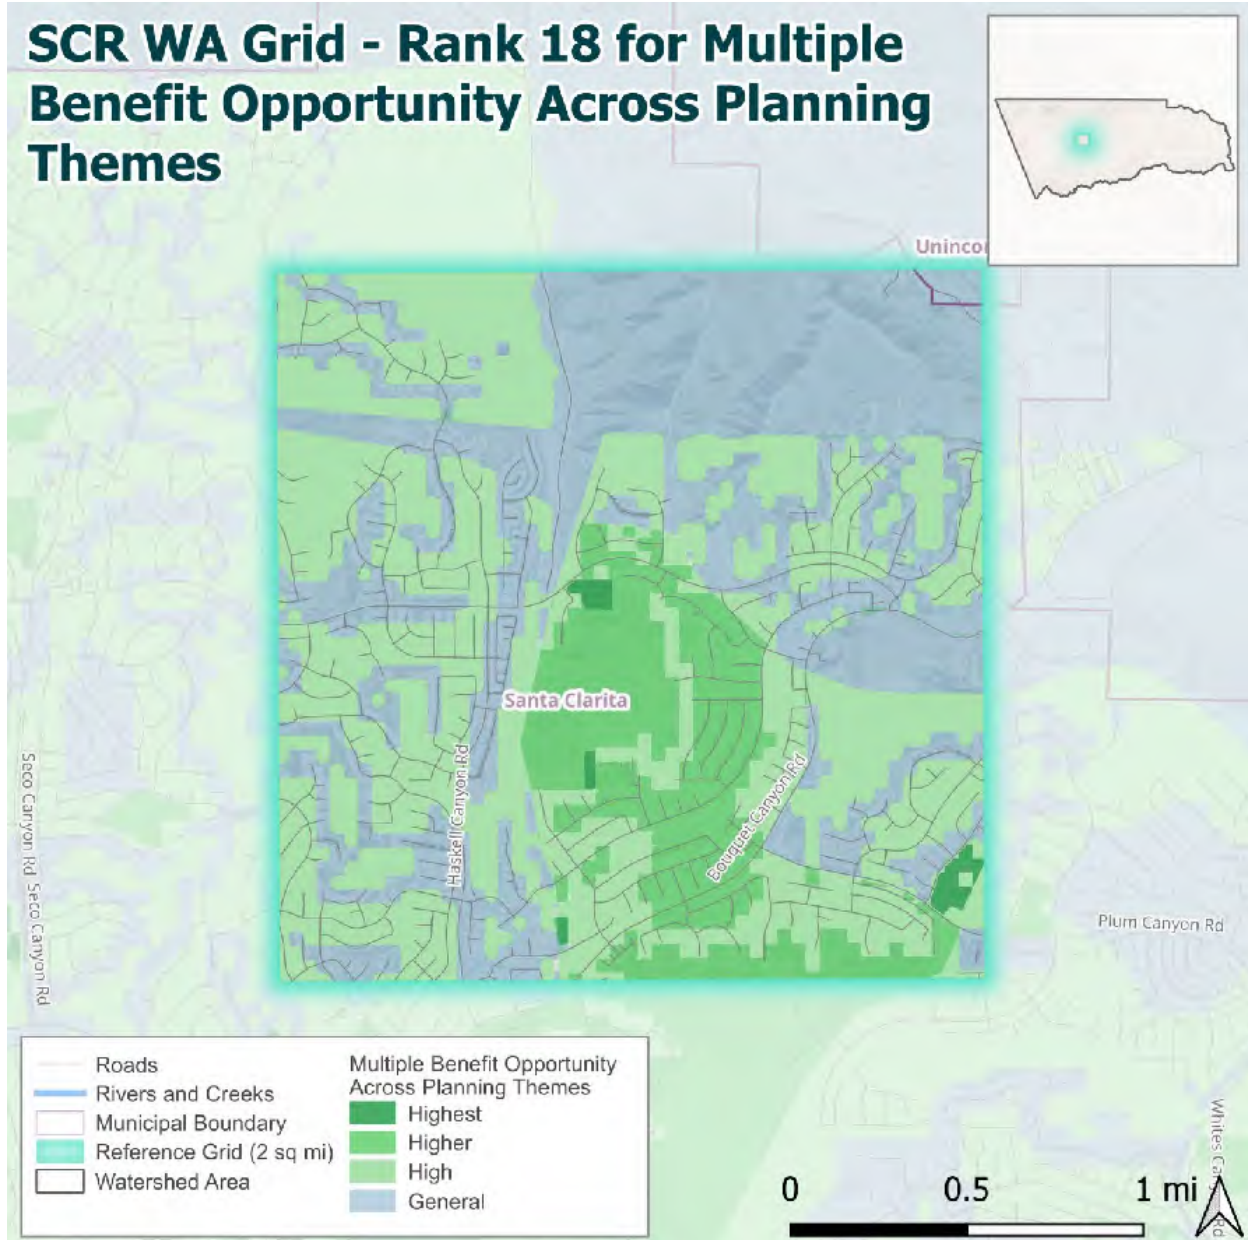 SCR WA Grid - Rank 18 for Multiple
Benefit Opportunity Across Planning
Themes
Uninco
Santa Clarita
Haskell Canyon Rd
Bouquet Canyon Rd
Seco Canyon Rd
Seco Canyon Rd
Plum Canyon Rd
Whites Ca
Rd
Roads
Rivers and Creeks
Municipal Boundary
Reference Grid (2 sq mi)
Watershed Area
Multiple Benefit Opportunity
Across Planning Themes
Highest
Higher
High
General
0 0.5 1 mi